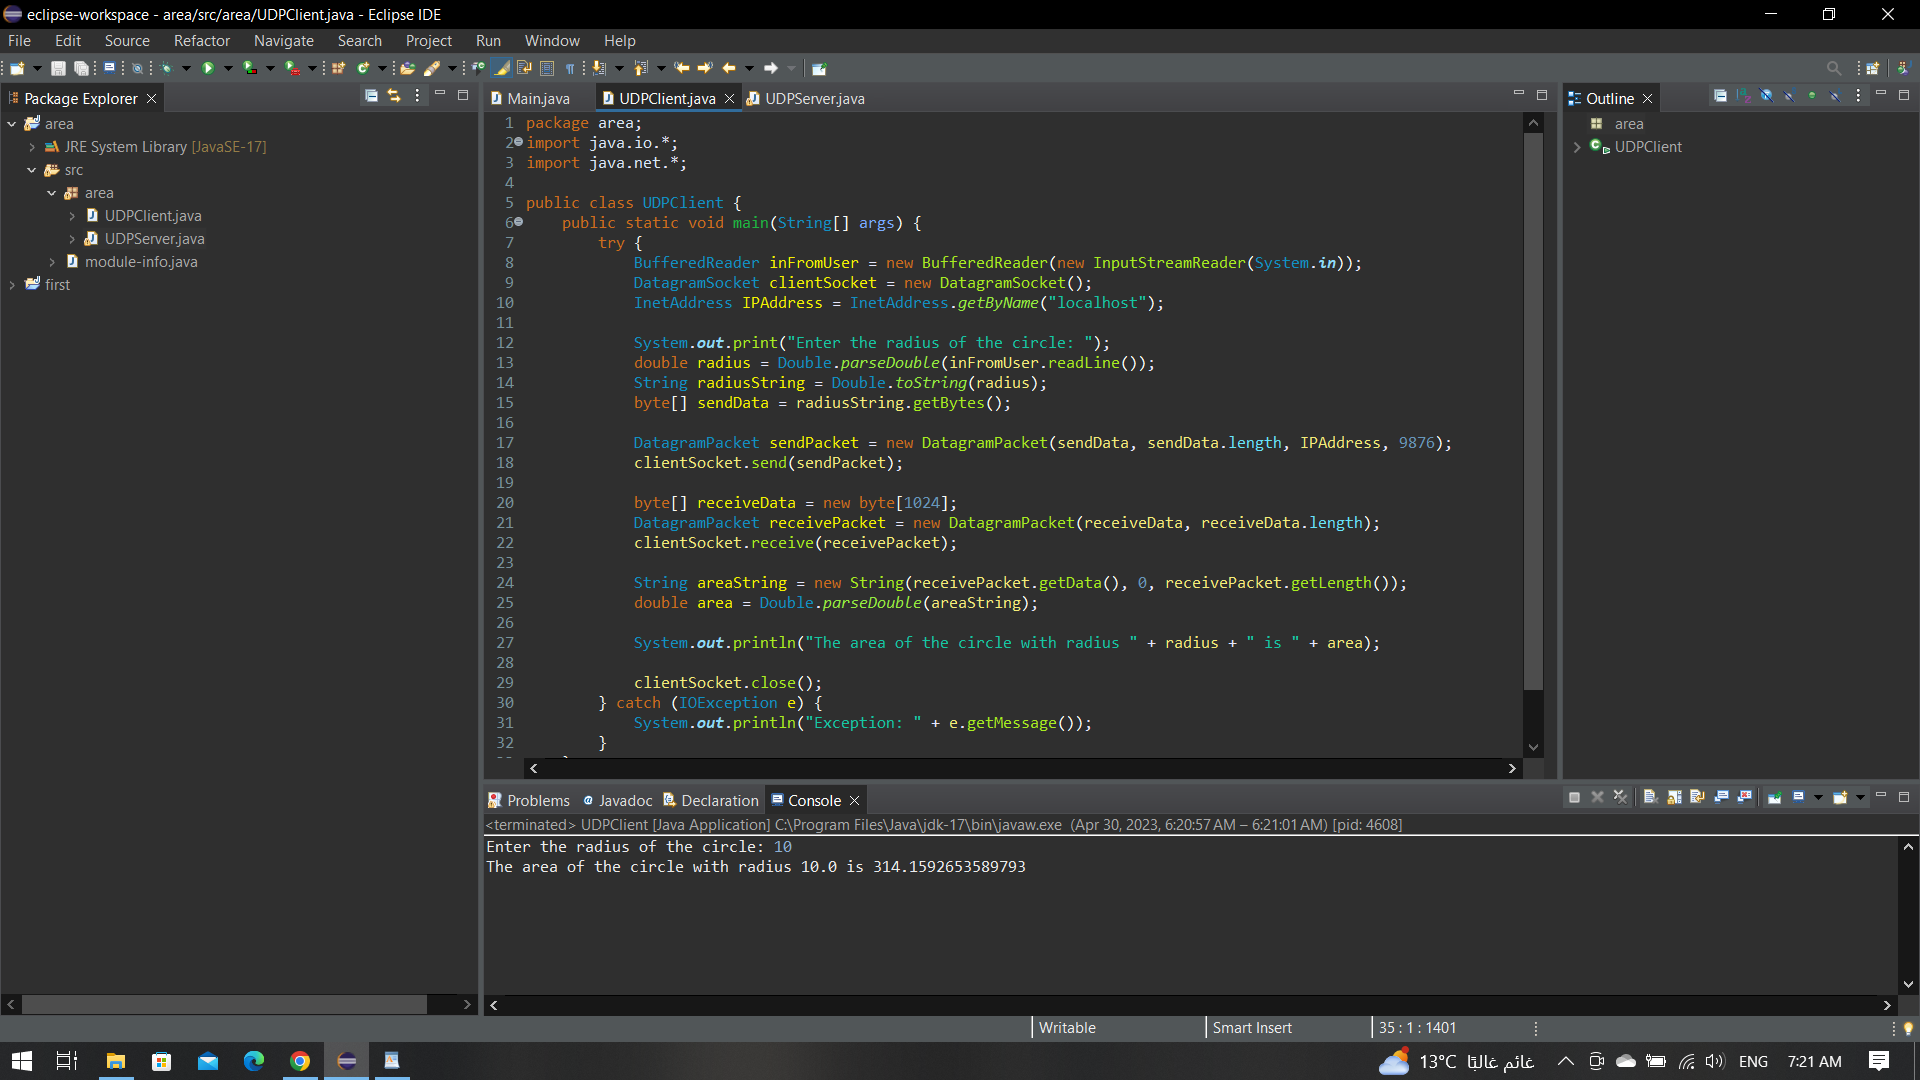 eclipse-workspace - area/src/area/UDPClient.java - Eclipse IDE
File Edit Source Refactor Navigate Search Project Run Window Help
Package Explorer
area
JRE System Library [JavaSE-17]
src
area
UDPClient.java
UDPServer.java
module-info.java
first
Main.java UDPClient.java UDPServer.java
1 package area;
2 import java.io.*;
3 import java.net.*;
4
5 public class UDPClient {
6 public static void main(String[] args) {
7 try {
8 BufferedReader inFromUser = new BufferedReader(new InputStreamReader(System.in));
9 DatagramSocket clientSocket = new DatagramSocket();
10 InetAddress IPAddress = InetAddress.getByName("localhost");
11
12 System.out.print("Enter the radius of the circle: ");
13 double radius = Double.parseDouble(inFromUser.readLine());
14 String radiusString = Double.toString(radius);
15 byte[] sendData = radiusString.getBytes();
16
17 DatagramPacket sendPacket = new DatagramPacket(sendData, sendData.length, IPAddress, 9876);
18 clientSocket.send(sendPacket);
19
20 byte[] receiveData = new byte[1024];
21 DatagramPacket receivePacket = new DatagramPacket(receiveData, receiveData.length);
22 clientSocket.receive(receivePacket);
23
24 String areaString = new String(receivePacket.getData(), 0, receivePacket.getLength());
25 double area = Double.parseDouble(areaString);
26
27 System.out.println("The area of the circle with radius " + radius + " is " + area);
28
29 clientSocket.close();
30 } catch (IOException e) {
31 System.out.println("Exception: " + e.getMessage());
32 }
Outline
area
UDPClient
Problems Javadoc Declaration Console
<terminated> UDPClient [Java Application] C:\Program Files\Java\jdk-17\bin\javaw.exe (Apr 30, 2023, 6:20:57 AM – 6:21:01 AM) [pid: 4608]
Enter the radius of the circle: 10
The area of the circle with radius 10.0 is 314.1592653589793
Writable Smart Insert 35 : 1 : 1401
13°C غائم غالبًا ENG 7:21 AM